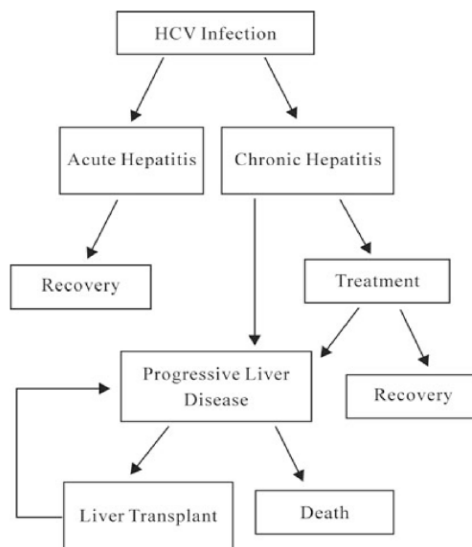 HCV Infection
Acute Hepatitis
Chronic Hepatitis
Recovery
Treatment
Progressive Liver
Disease
Recovery
Liver Transplant
Death